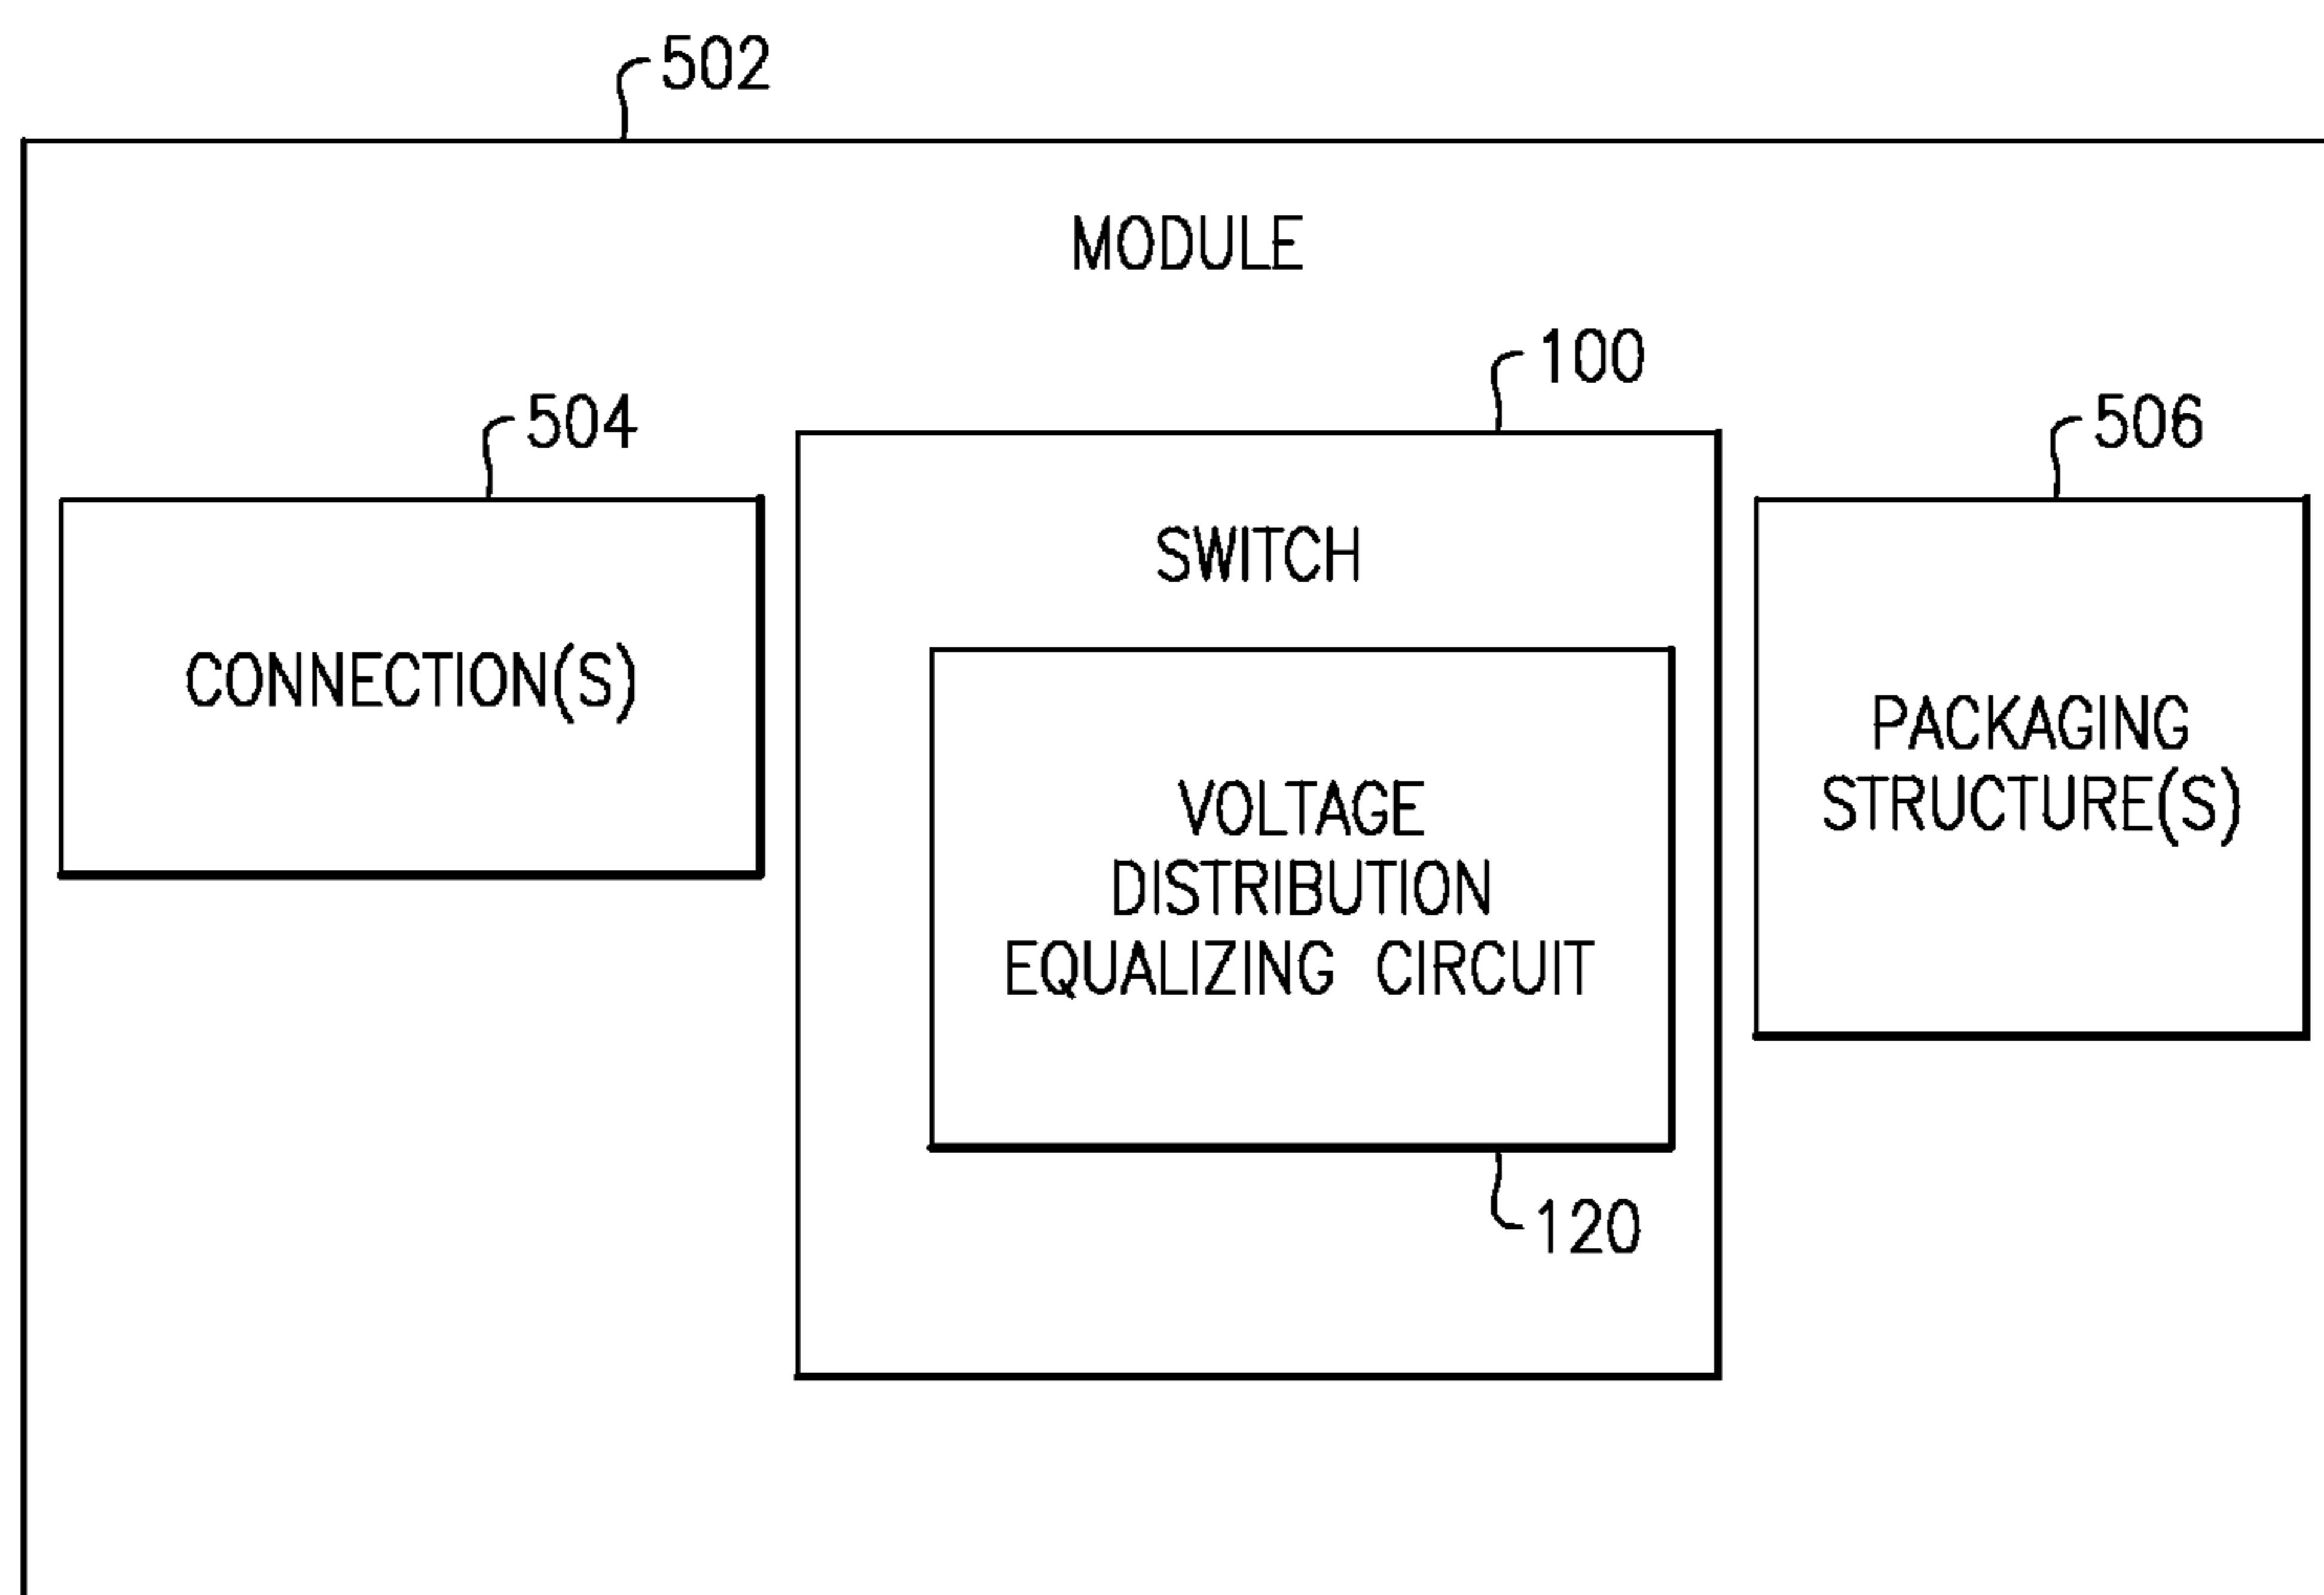 502
MODULE
100
504
506
SWITCH
CONNECTION(S)
PACKAGING
STRUCTURE(S)
VOLTAGE
DISTRIBUTION
EQUALIZING CIRCUIT
120